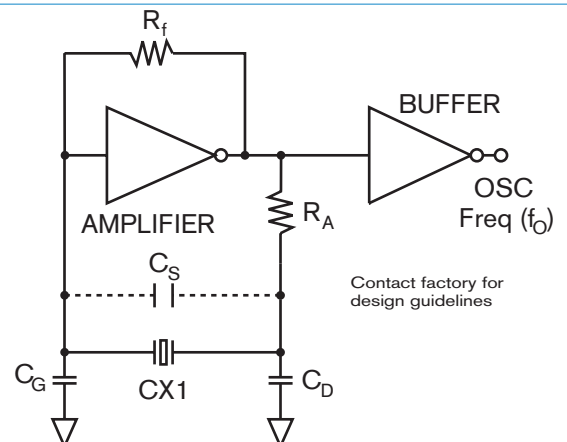 Rf
BUFFER
AMPLIFIER
RA
OSC
Freq (fO)
CS
Contact factory for
design guidelines
CG
CX1
CD